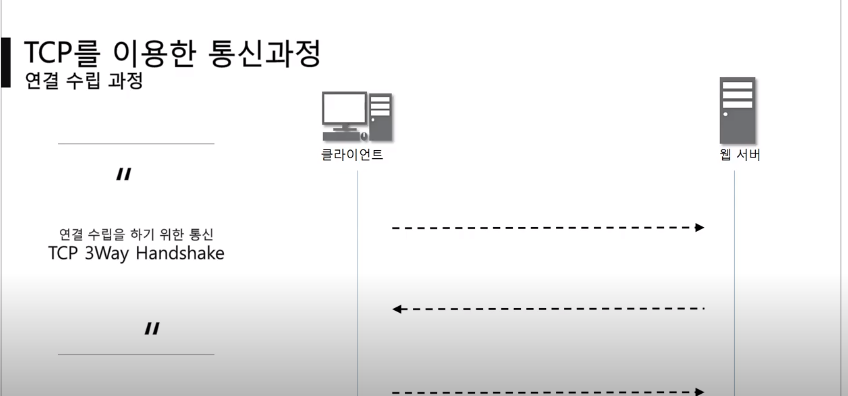 TCP를 이용한 통신과정
연결 수립 과정
클라이언트
웹 서버
〃
연결 수립을 하기 위한 통신
TCP 3Way Handshake
〃